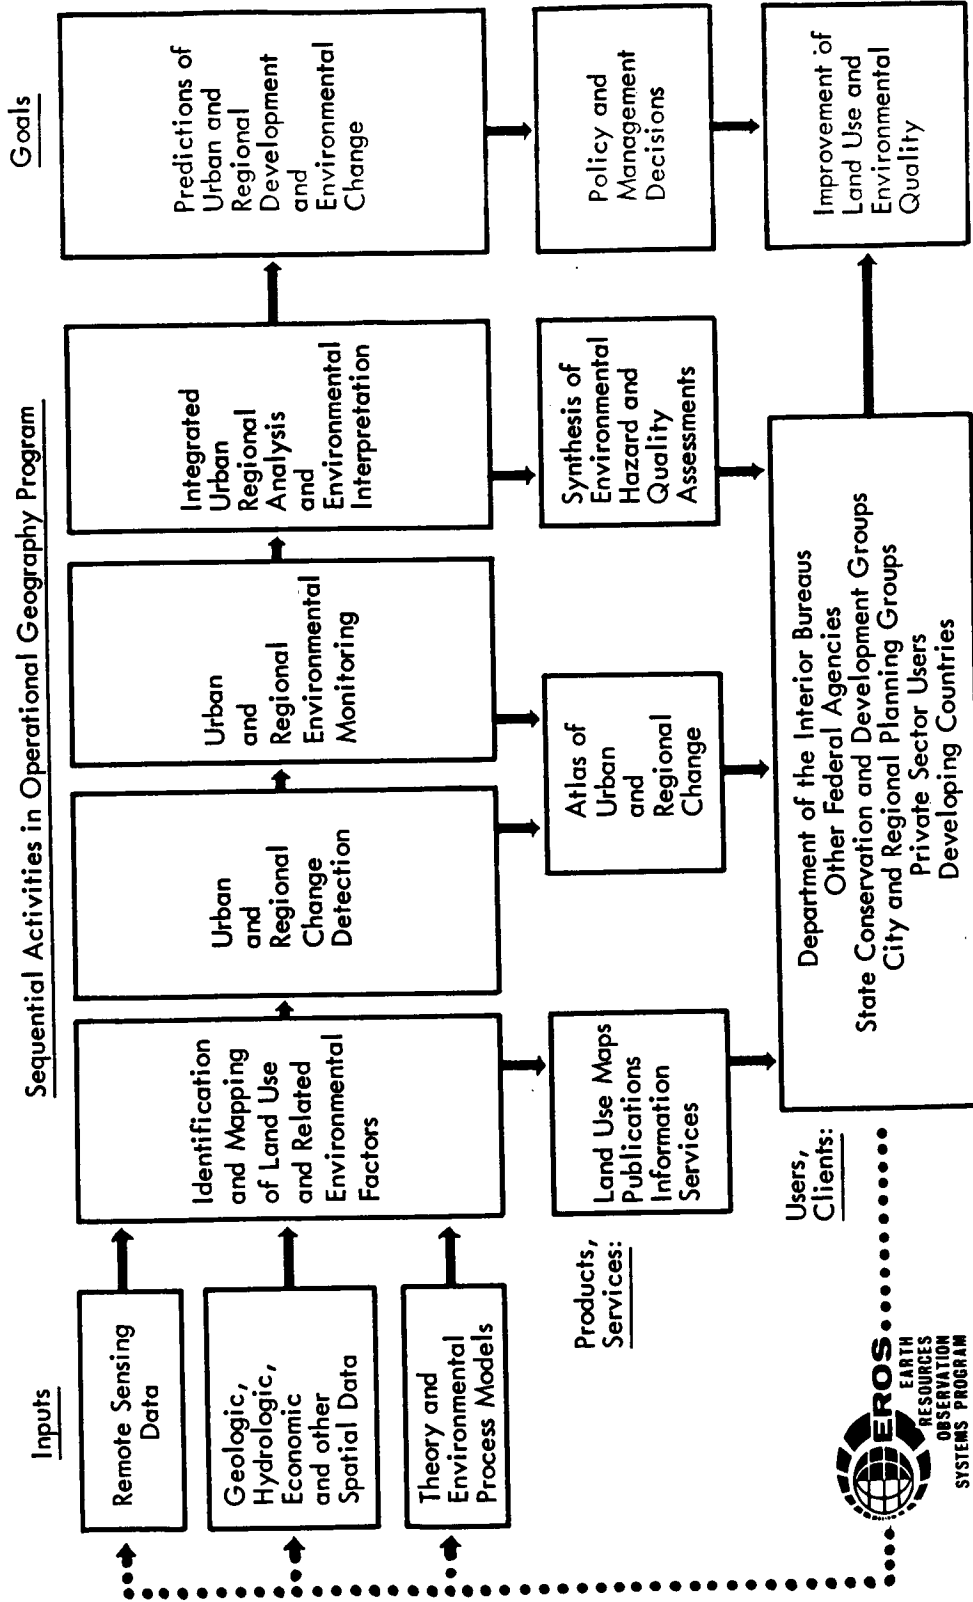 Sequential Activities in Operational Geography Program
Inputs
Goals
Remote Sensing
Data
Geologic,
Hydrologic,
Economic
and other
Spatial Data
Theory and
Environmental
Process Models
Identification
and Mapping
of Land Use
and Related
Environmental
Factors
Urban
and
Regional
Change
Detection
Urban
and
Regional
Environmental
Monitoring
Integrated
Urban
Regional
Analysis
and
Environmental
Interpretation
Predictions of
Urban and
Regional
Development
and
Environmental
Change
Products,
Services:
Land Use Maps
Publications
Information
Services
Atlas of
Urban
and
Regional
Change
Synthesis of
Environmental
Hazard and
Quality
Assessments
Policy and
Management
Decisions
Users,
Clients:
Department of the Interior Bureaus
Other Federal Agencies
State Conservation and Development Groups
City and Regional Planning Groups
Private Sector Users
Developing Countries
Improvement of
Land Use and
Environmental
Quality
EROS
EARTH
RESOURCES
OBSERVATION
SYSTEMS PROGRAM